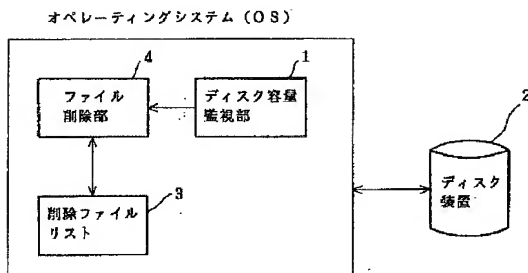 オペレーティングシステム(OS)
4
1
ファイル
削除部
ディスク容量
監視部
2
ディスク
装置
3
削除ファイル
リスト